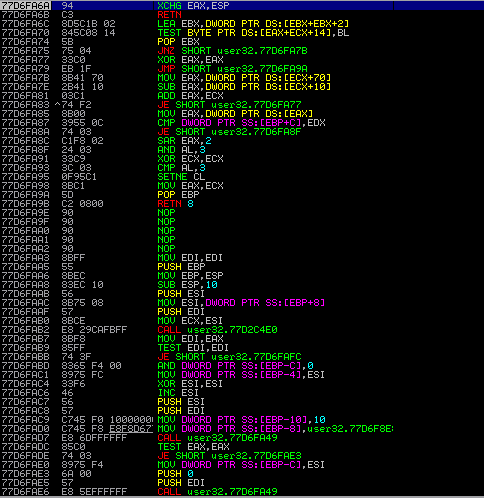 77D6FA6A 94 XCHG EAX,ESP
77D6FA6B C3 RETN
77D6FA6C 8D5C1B 02 LEA EBX,DWORD PTR DS:[EBX+EBX+2]
77D6FA70 845C08 14 TEST BYTE PTR DS:[EAX+ECX+14],BL
77D6FA74 5B POP EBX
77D6FA75 75 04 JNZ SHORT user32.77D6FA7B
77D6FA77 33C0 XOR EAX,EAX
77D6FA79 EB 1F JMP SHORT user32.77D6FA9A
77D6FA7B 8B41 70 MOV EAX,DWORD PTR DS:[ECX+70]
77D6FA7E 2B41 10 SUB EAX,DWORD PTR DS:[ECX+10]
77D6FA81 03C1 ADD EAX,ECX
77D6FA83 ^74 F2 JE SHORT user32.77D6FA77
77D6FA85 8B00 MOV EAX,DWORD PTR DS:[EAX]
77D6FA87 3955 0C CMP DWORD PTR SS:[EBP+C],EDX
77D6FA8A 74 03 JE SHORT user32.77D6FA8F
77D6FA8C C1F8 02 SAR EAX,2
77D6FA8F 24 03 AND AL,3
77D6FA91 33C9 XOR ECX,ECX
77D6FA93 3C 03 CMP AL,3
77D6FA95 0F95C1 SETNE CL
77D6FA98 8BC1 MOV EAX,ECX
77D6FA9A 5D POP EBP
77D6FA9B C2 0800 RETN 8
77D6FA9E 90 NOP
77D6FA9F 90 NOP
77D6FAA0 90 NOP
77D6FAA1 90 NOP
77D6FAA2 90 NOP
77D6FAA3 8BFF MOV EDI,EDI
77D6FAA5 55 PUSH EBP
77D6FAA6 8BEC MOV EBP,ESP
77D6FAA8 83EC 10 SUB ESP,10
77D6FAAB 56 PUSH ESI
77D6FAAC 8B75 08 MOV ESI,DWORD PTR SS:[EBP+8]
77D6FAAF 57 PUSH EDI
77D6FAB0 8BCE MOV ECX,ESI
77D6FAB2 E8 29CAFBFF CALL user32.77D2C4E0
77D6FAB7 8BF8 MOV EDI,EAX
77D6FAB9 85FF TEST EDI,EDI
77D6FABB 74 3F JE SHORT user32.77D6FAFC
77D6FABD 8365 F4 00 AND DWORD PTR SS:[EBP-C],0
77D6FAC1 8975 FC MOV DWORD PTR SS:[EBP-4],ESI
77D6FAC4 33F6 XOR ESI,ESI
77D6FAC6 46 INC ESI
77D6FAC7 56 PUSH ESI
77D6FAC8 57 PUSH EDI
77D6FAC9 C745 F0 1000000 MOV DWORD PTR SS:[EBP-10],10
77D6FAD0 C745 F8 E8F8D67 MOV DWORD PTR SS:[EBP-8],user32.77D6F8E
77D6FAD7 E8 6DFFFFFF CALL user32.77D6FA49
77D6FADC 85C0 TEST EAX,EAX
77D6FADE 74 03 JE SHORT user32.77D6FAE3
77D6FAE0 8975 F4 MOV DWORD PTR SS:[EBP-C],ESI
77D6FAE3 6A 00 PUSH 0
77D6FAE5 57 PUSH EDI
77D6FAE6 E8 5EFFFFFF CALL user32.77D6FA49